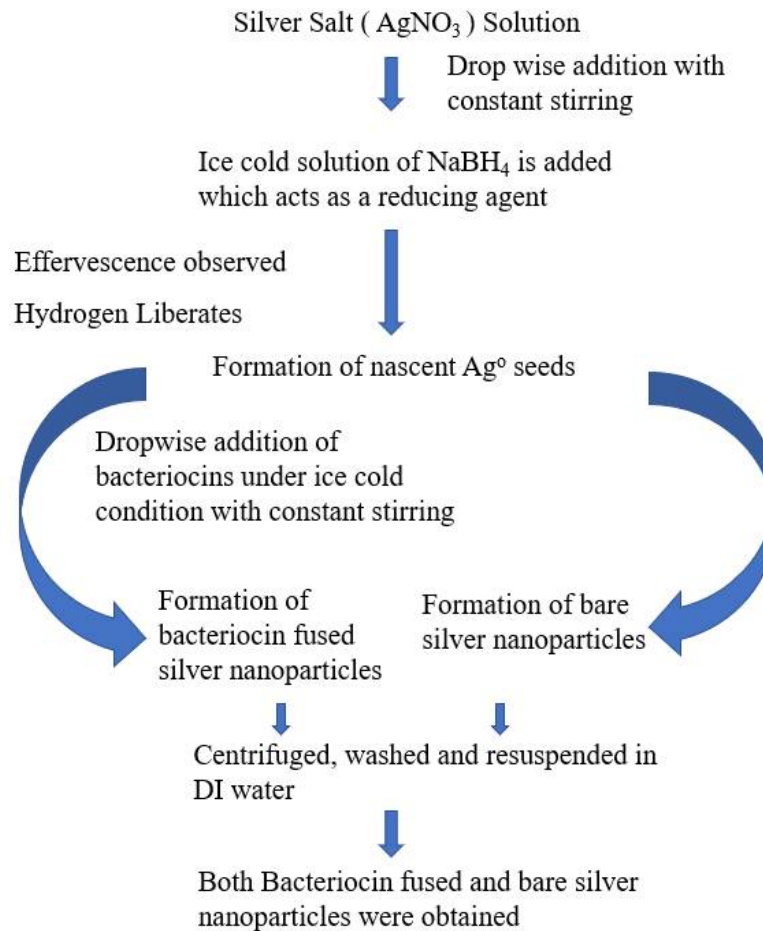 Silver Salt ( AgNO₃ ) Solution
Drop wise addition with
constant stirring
Ice cold solution of NaBH₄ is added
which acts as a reducing agent
Effervescence observed
Hydrogen Liberates
Formation of nascent Ag⁰ seeds
Dropwise addition of
bacteriocins under ice cold
condition with constant stirring
Formation of
bacteriocin fused
silver nanoparticles
Formation of bare
silver nanoparticles
Centrifuged, washed and resuspended in
DI water
Both Bacteriocin fused and bare silver
nanoparticles were obtained